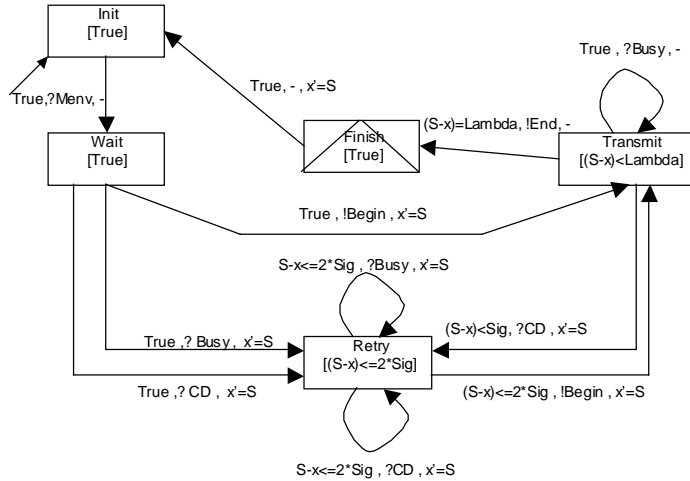 Init
[True]
True , ?Busy, -
True, - , x'=S
True,?Menv, -
(S-x)=Lambda, !End, -
Wait
[True]
Finish
[True]
Transmit
[(S-x)<Lambda]
True , !Begin , x'=S
S-x<=2*Sig , ?Busy , x'=S
(S-x)<Sig, ?CD , x'=S
True ,? Busy , x'=S
Retry
[(S-x)<=2*Sig]
True ,? CD , x'=S
(S-x)<=2*Sig , !Begin , x'=S
S-x<=2*Sig , ?CD, x'=S